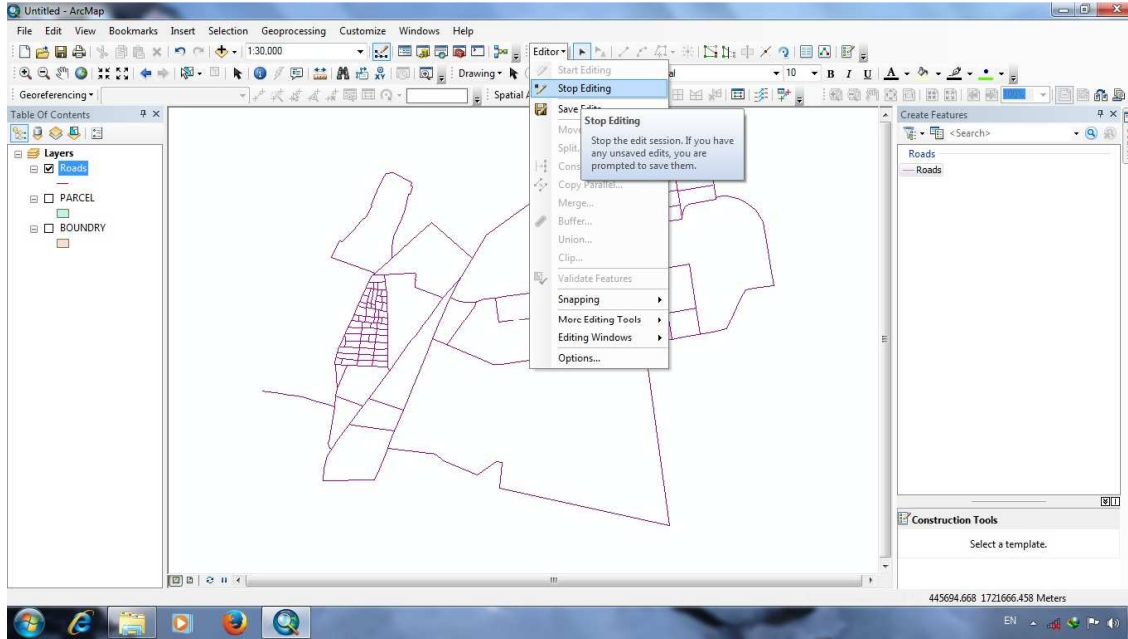 Untitled - ArcMap
File Edit View Bookmarks Insert Selection Geoprocessing Customize Windows Help
1:30,000 Editor
Drawing 10 B I U A
Georeferencing Spatial
Table Of Contents
Layers
Roads
PARCEL
BOUNDRY
Start Editing
Stop Editing
Save Edits
Stop Editing
Stop the edit session. If you have
any unsaved edits, you are
prompted to save them.
Move
Split
Cons
Copy Parallel...
Merge...
Buffer...
Union...
Clip...
Validate Features
Snapping
More Editing Tools
Editing Windows
Options...
Create Features
<Search>
Roads
Roads
Construction Tools
Select a template.
445694.668 1721666.458 Meters
EN